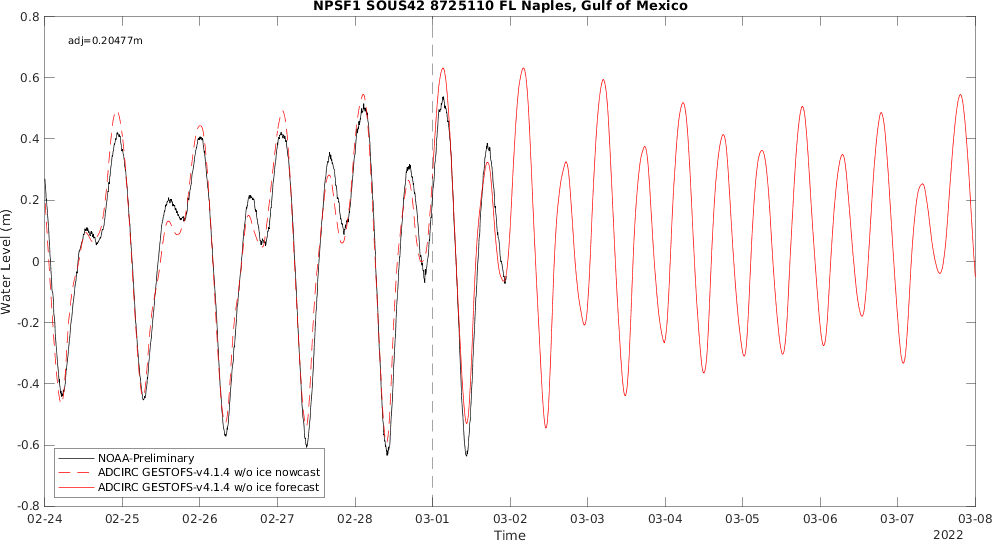 NPSF1 SOUS42 8725110 FL Naples, Gulf of Mexico
adj=0.20477m
0.8
0.6
0.4
0.2
0
-0.2
-0.4
-0.6
-0.8
Water Level (m)
NOAA-Preliminary
ADCIRC GESTOFS-v4.1.4 w/o ice nowcast
ADCIRC GESTOFS-v4.1.4 w/o ice forecast
02-24 02-25 02-26 02-27 02-28 03-01 03-02 03-03 03-04 03-05 03-06 03-07 03-08
Time
2022